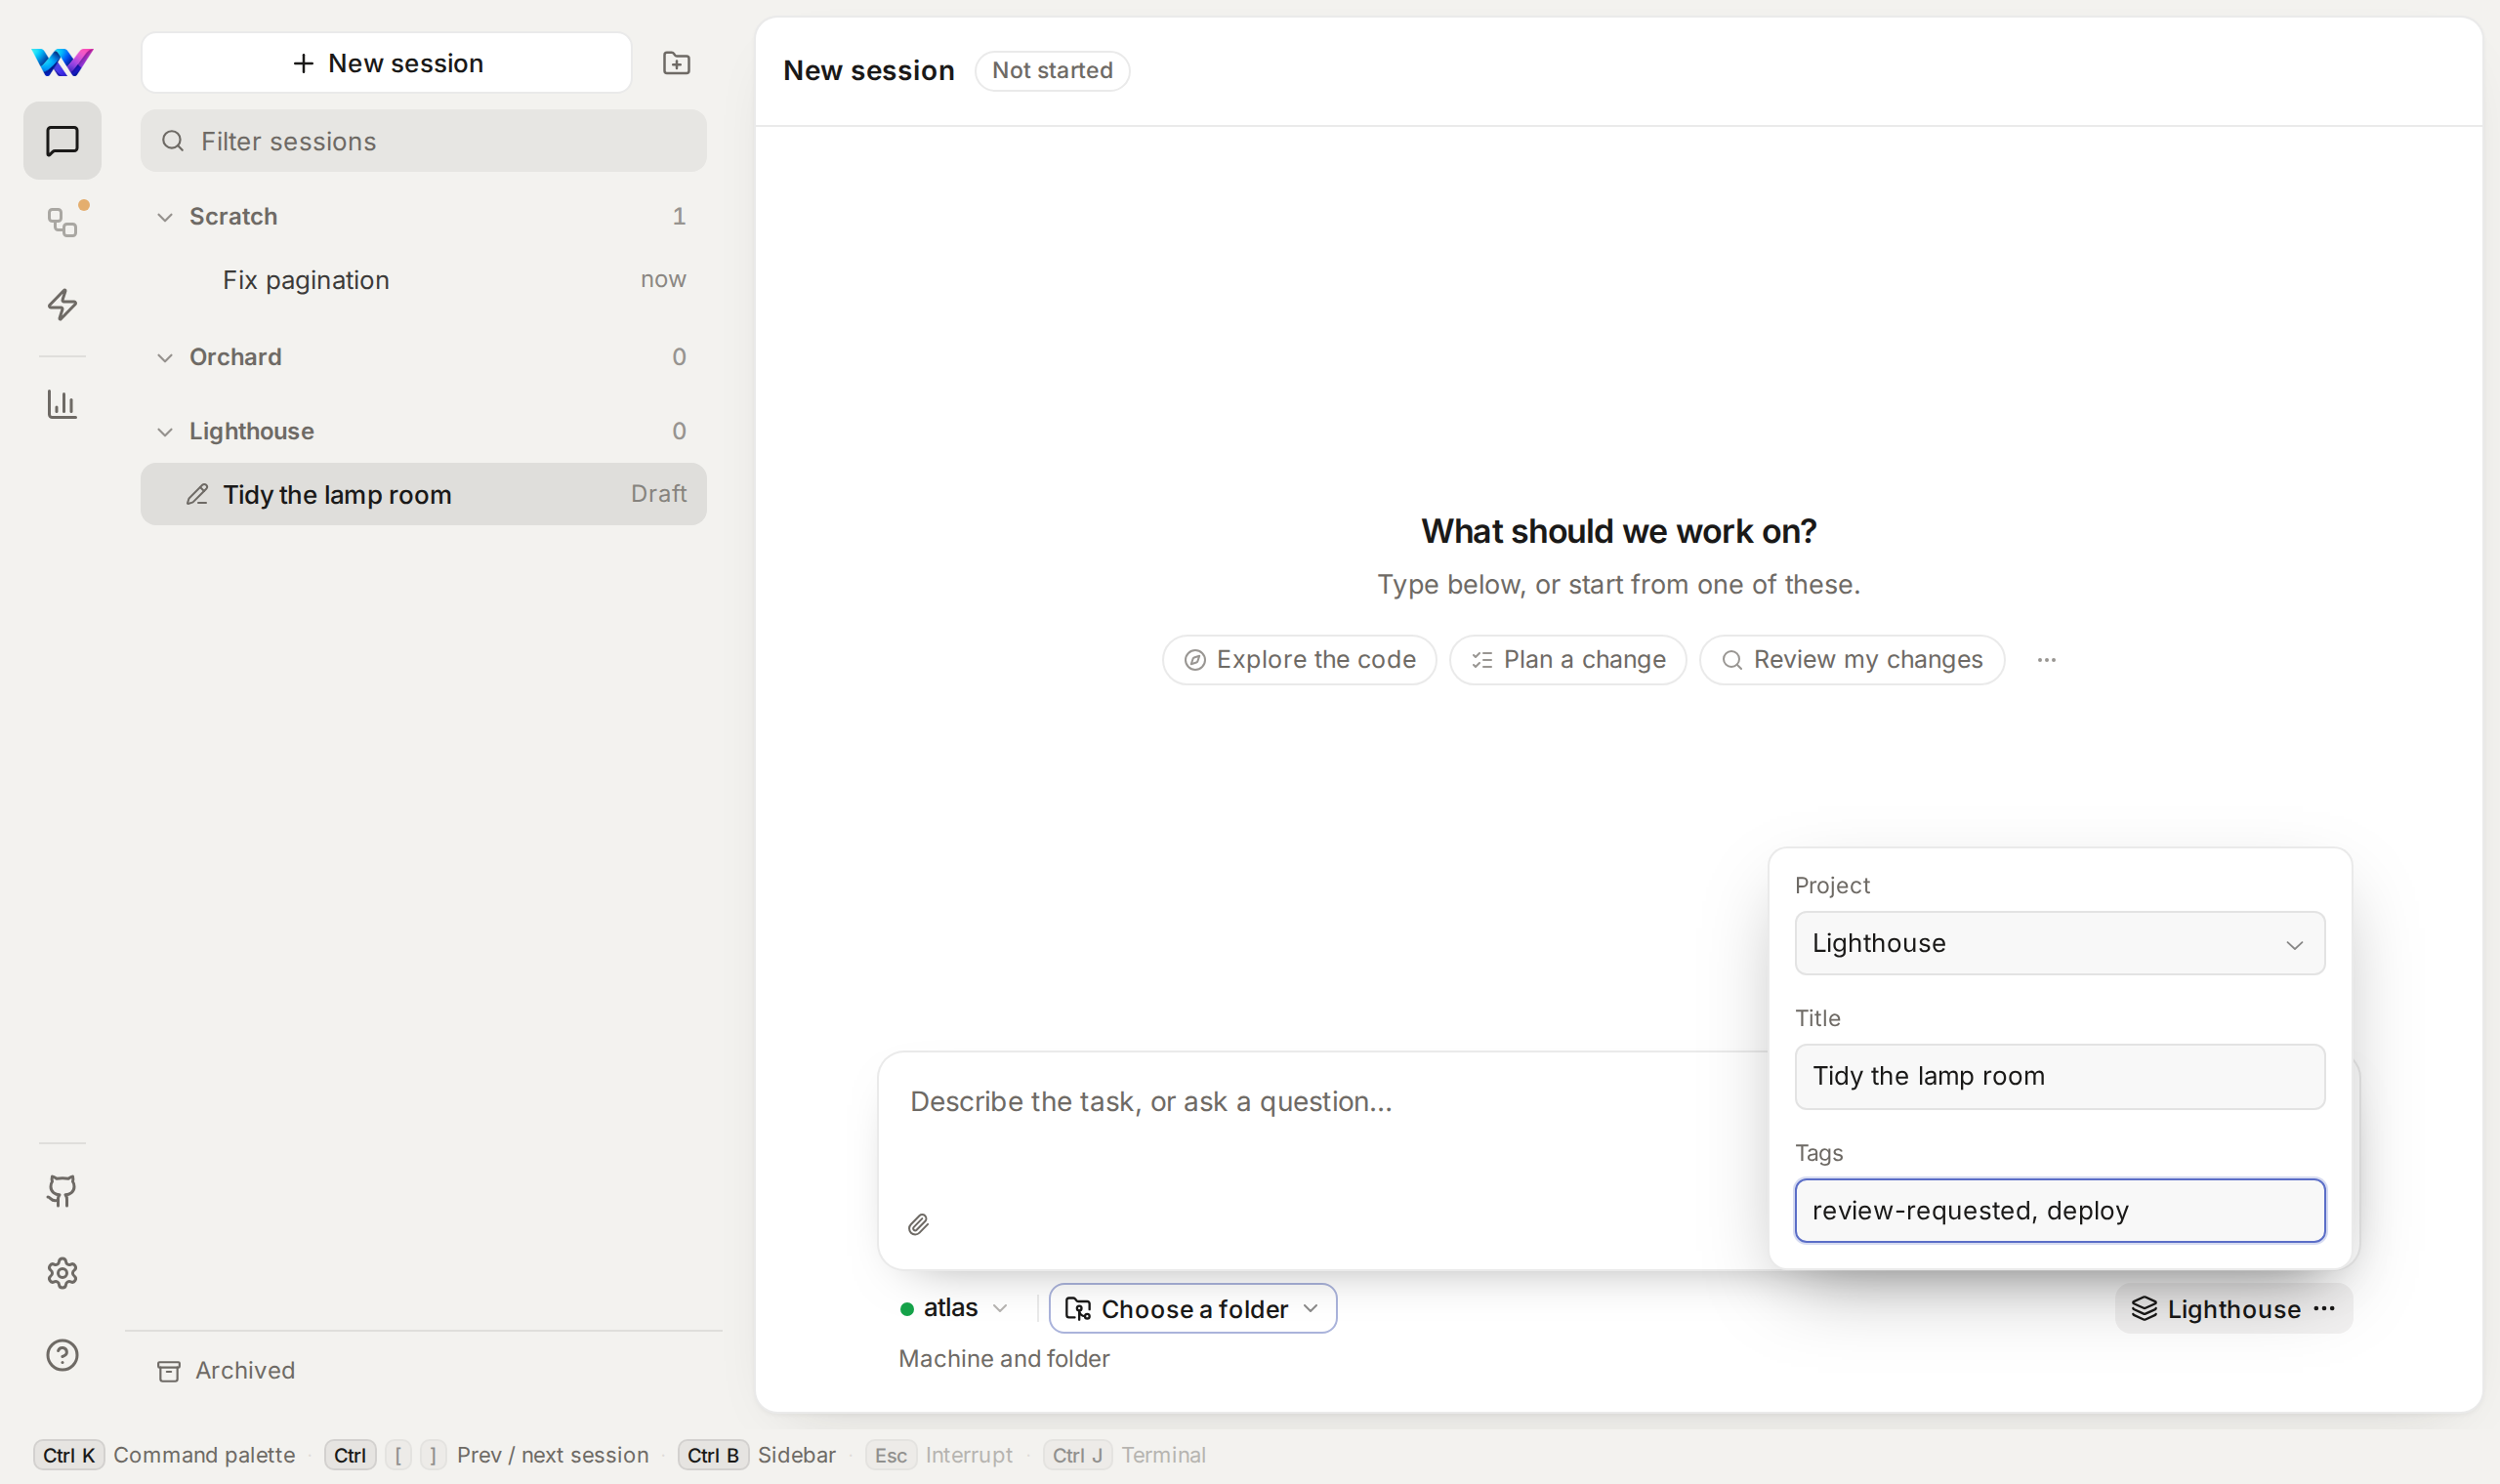 New session
Filter sessions
Scratch 1
Fix pagination now
Orchard 0
Lighthouse 0
Tidy the lamp room Draft
Archived
New session Not started
What should we work on?
Type below, or start from one of these.
Explore the code Plan a change Review my changes
Project
Lighthouse
Title
Tidy the lamp room
Tags
review-requested, deploy
Describe the task, or ask a question...
atlas Choose a folder Lighthouse
Machine and folder
Ctrl K Command palette · Ctrl [ ] Prev / next session · Ctrl B Sidebar · Esc Interrupt · Ctrl J Terminal